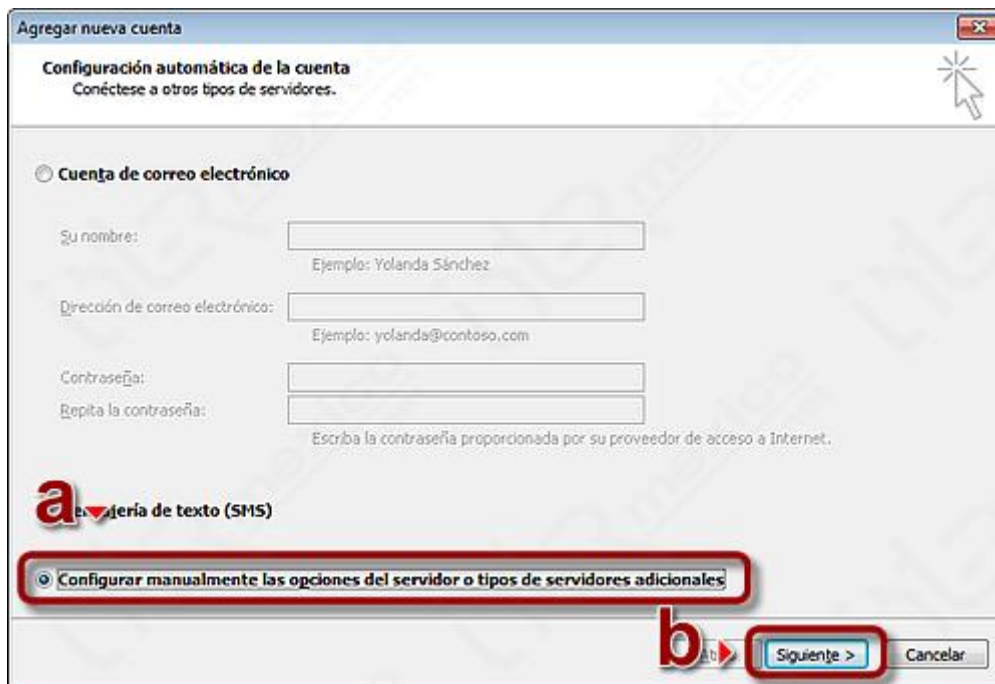 Agregar nueva cuenta
Configuración automática de la cuenta
Conéctese a otros tipos de servidores.
Cuenta de correo electrónico
Su nombre:
Ejemplo: Yolanda Sánchez
Dirección de correo electrónico:
Ejemplo: yolanda@contoso.com
Contraseña:
Repita la contraseña:
Escriba la contraseña proporcionada por su proveedor de acceso a Internet.
a
de texto (SMS)
Configurar manualmente las opciones del servidor o tipos de servidores adicionales
b
Siguiente >
Cancelar